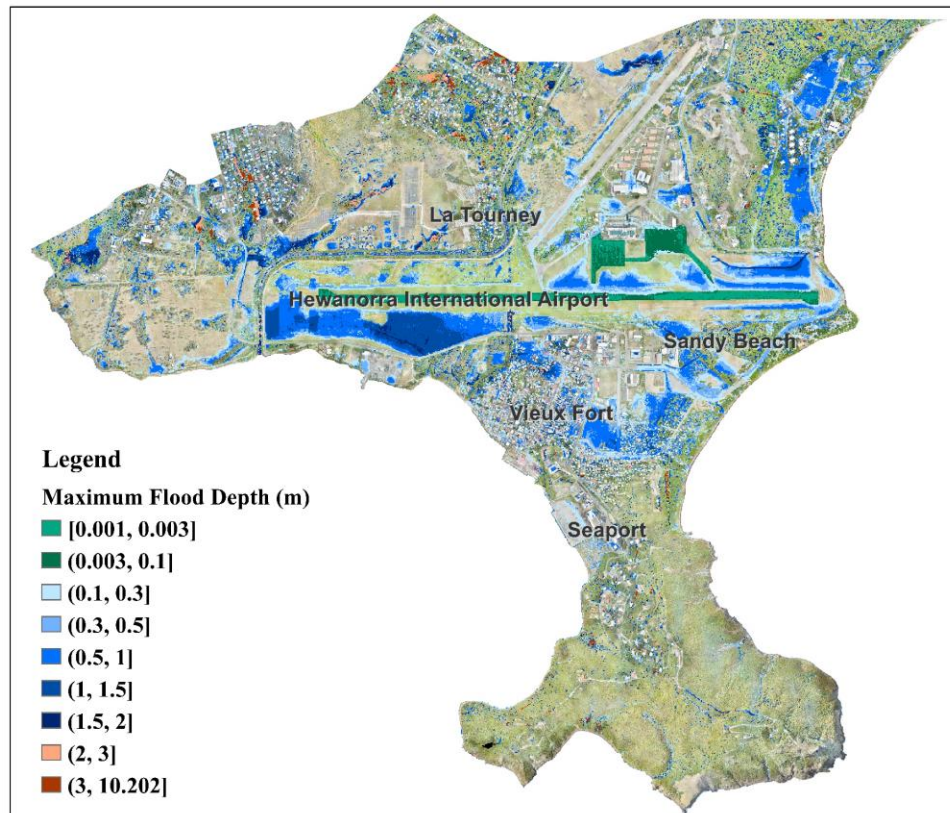 La Tourney
Hewanorra International Airport
Sandy Beach
Vieux Fort
Seaport
Legend
Maximum Flood Depth (m)
[0.001, 0.003]
(0.003, 0.1]
(0.1, 0.3]
(0.3, 0.5]
(0.5, 1]
(1, 1.5]
(1.5, 2]
(2, 3]
(3, 10.202]